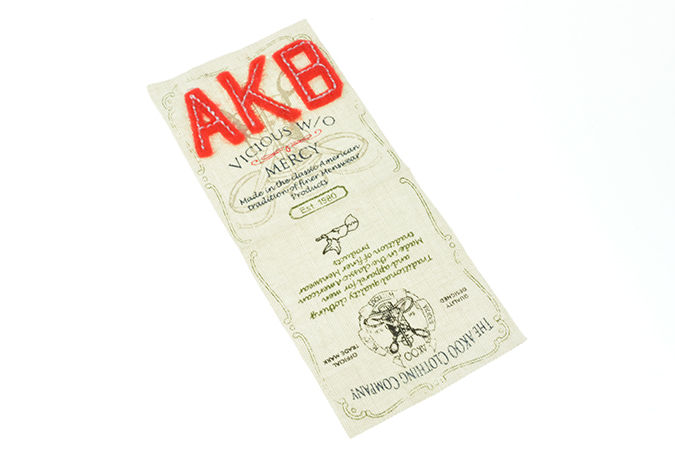 AKB
VICIOUS W/O
MERCY
Made in the classic American
tradition of finer Menswear
Products
Est. 1980
THE AKOO CLOTHING COMPANY
OFFICIAL
TRADE MARK
QUALITY
DESIGNED
AKOO
Traditional quality clothing
and apparel for men
Made in the classic American
tradition of finer Menswear
products